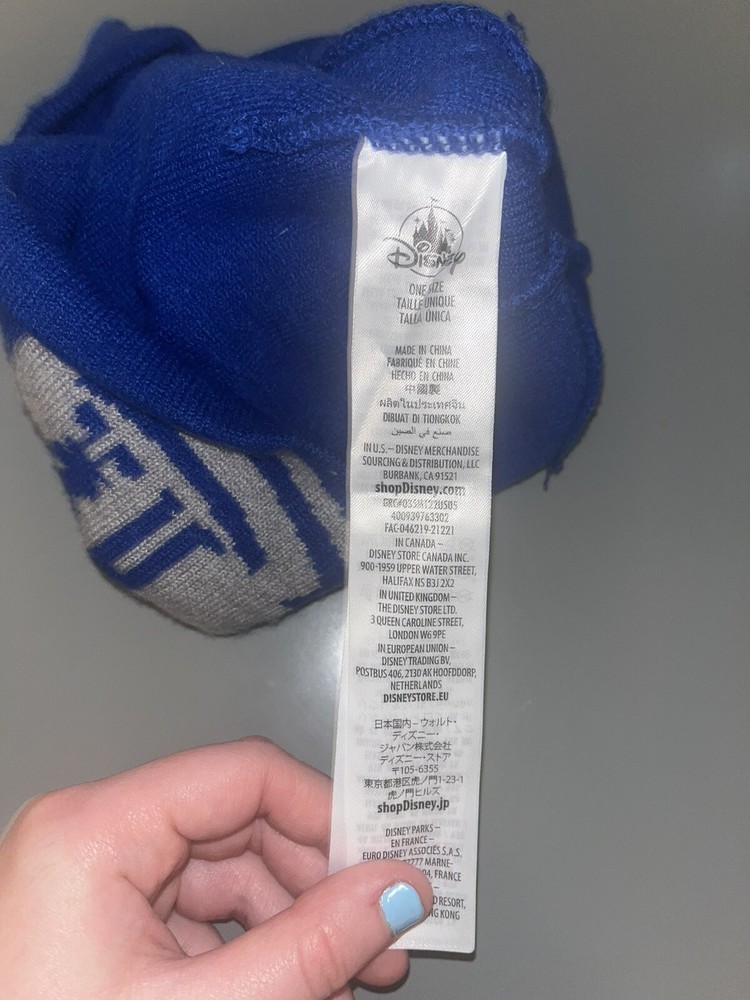 Disney
ONE SIZE
TAILLE UNIQUE
TALLA ÚNICA
MADE IN CHINA
FABRIQUÉ EN CHINE
HECHO EN CHINA
中國製
ผลิตในประเทศจีน
DIBUAT DI TIONGKOK
صنع في الصين
IN U.S.– DISNEY MERCHANDISE
SOURCING & DISTRIBUTION, LLC
BURBANK, CA 91521
shopDisney.com
400939763302
FAC-046219-21221
IN CANADA –
DISNEY STORE CANADA INC.
900-1959 UPPER WATER STREET,
HALIFAX NS B3J 2X2
IN UNITED KINGDOM–
THE DISNEY STORE LTD.
3 QUEEN CAROLINE STREET,
LONDON W6 9PE
IN EUROPEAN UNION –
DISNEY TRADING BV,
POSTBUS 406, 2130 AK HOOFDDORP,
NETHERLANDS
DISNEYSTORE.EU
日本国内–ウォルト・
ディズニー・
ジャパン株式会社
ディズニー・ストア
〒105-6355
東京都港区虎ノ門1-23-1
虎ノ門ヒルズ
shopDisney.jp
DISNEY PARKS –
EN FRANCE –
EURO DISNEY ASSOCIÉS S.A.S.
MARNE-
FRANCE
RESORT,
KONG